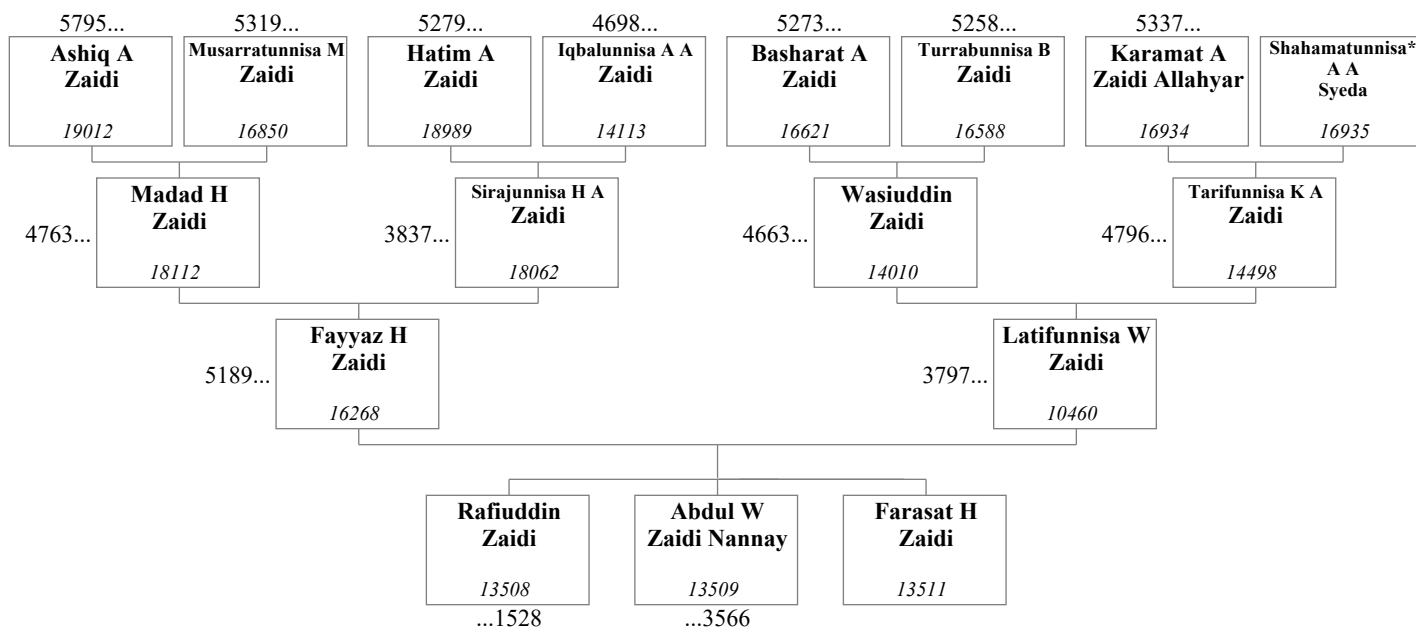 5795... 5319... 5279... 4698... 5273... 5258... 5337...
Ashiq A
Zaidi
19012
Musarratunnisa M
Zaidi
16850
Hatim A
Zaidi
18989
Iqbalunnisa A A
Zaidi
14113
Basharat A
Zaidi
16621
Turrabunnisa B
Zaidi
16588
Karamat A
Zaidi Allahyar
16934
Shahamatunnisa*
A A
Syeda
16935
4763...
Madad H
Zaidi
18112
3837...
Sirajunnisa H A
Zaidi
18062
4663...
Wasiuddin
Zaidi
14010
4796...
Tarifunnisa K A
Zaidi
14498
5189...
Fayyaz H
Zaidi
16268
3797...
Latifunnisa W
Zaidi
10460
Rafiuddin
Zaidi
13508
...1528
Abdul W
Zaidi Nannay
13509
...3566
Farasat H
Zaidi
13511